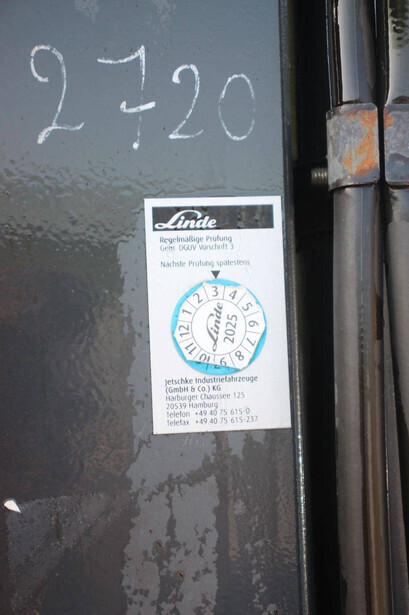 2720
Linde
Regelmäßige Prüfung
Gem. DGUV Vorschrift 3
Nächste Prüfung spätestens
1 2 3 4 5 6 7 8 9 10 11 12
Linde
2025
Jetschke Industriefahrzeuge
(GmbH & Co.) KG
Harburger Chaussee 125
20539 Hamburg
Telefon +49 40 75 615-0
Telefax +49 40 75 615-237